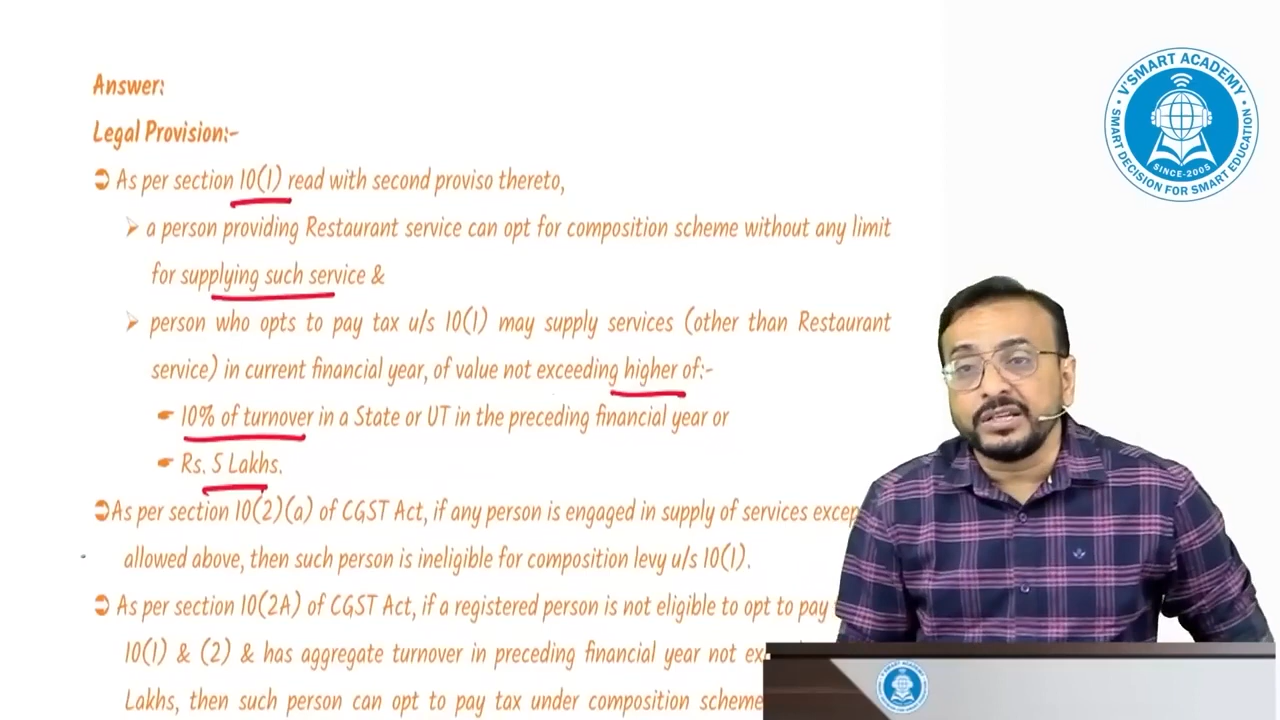 Answer:
Legal Provision:-
As per section 10(1) read with second proviso thereto,
a person providing Restaurant service can opt for composition scheme without any limit
for supplying such service &
person who opts to pay tax u/s 10(1) may supply services (other than Restaurant
service) in current financial year, of value not exceeding higher of:-
10% of turnover in a State or UT in the preceding financial year or
Rs. 5 Lakhs.
As per section 10(2)(a) of CGST Act, if any person is engaged in supply of services
allowed above, then such person is ineligible for composition levy u/s 10(1).
As per section 10(2A) of CGST Act, if a registered person is not eligible to opt to pay
10(1) & (2) & has aggregate turnover in preceding financial year not
Lakhs, then such person can opt to pay tax under composition scheme
V'SMART ACADEMY
SMART DECISION FOR SMART EDUCATION
SINCE-2005